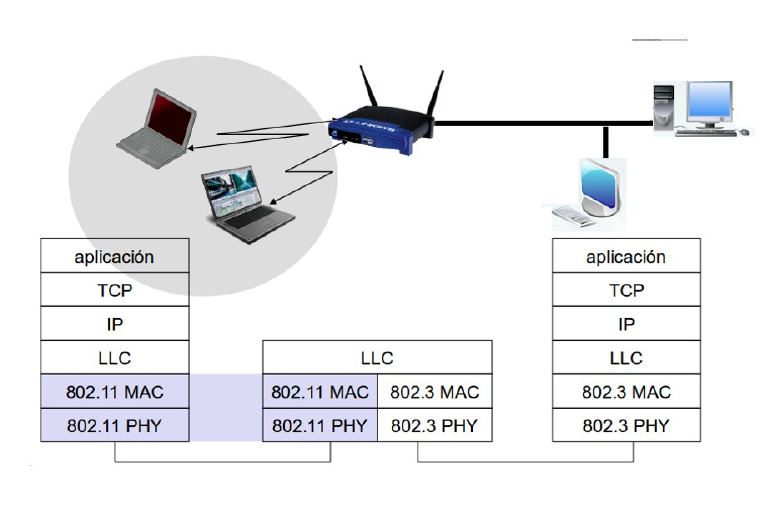 aplicación
TCP
IP
LLC
802.11 MAC
802.11 PHY
LLC
802.11 MAC
802.3 MAC
802.11 PHY
802.3 PHY
aplicación
TCP
IP
LLC
802.3 MAC
802.3 PHY